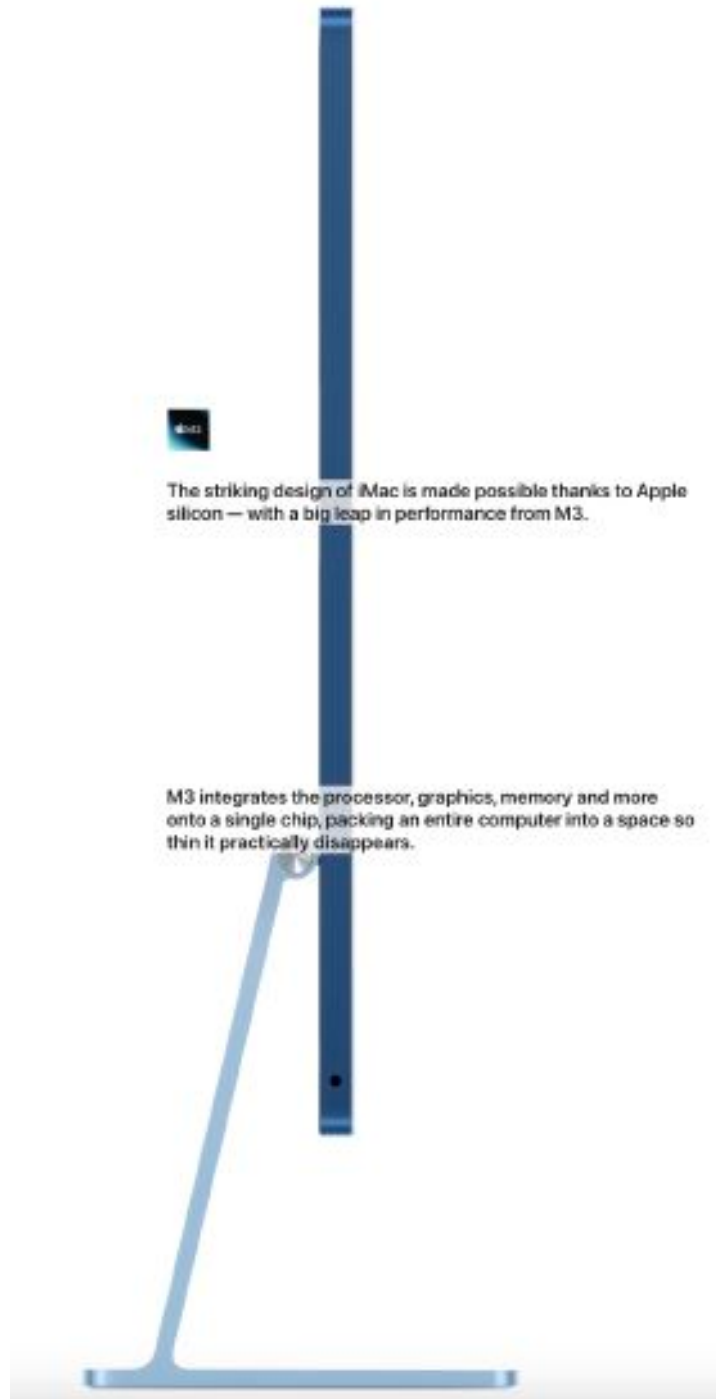 The striking design of iMac is made possible thanks to Apple
silicon — with a big leap in performance from M3.
M3 integrates the processor, graphics, memory and more
onto a single chip, packing an entire computer into a space so
thin it practically disappears.